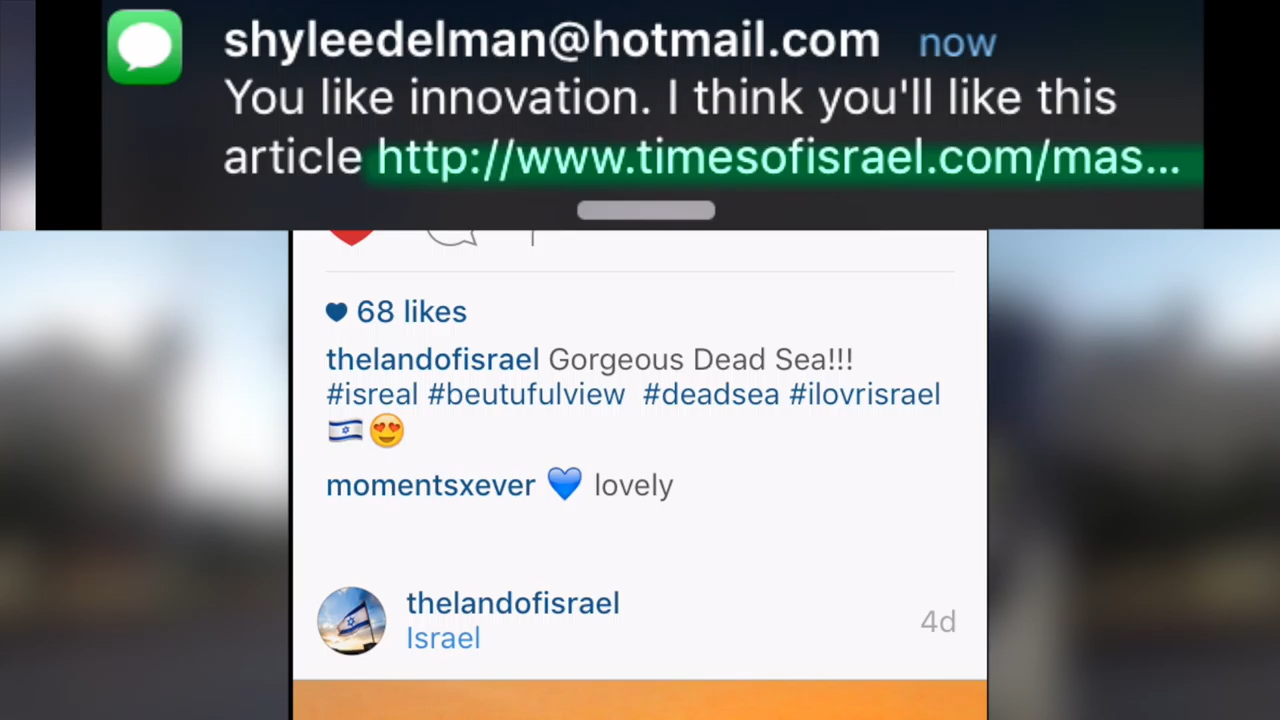 shyleedelman@hotmail.com now
You like innovation. I think you'll like this
article http://www.timesofisrael.com/mas...
68 likes
thelandofisrael Gorgeous Dead Sea!!!
#isreal #beutufulview #deadsea #ilovrisrael
🇮🇱😍
momentsxever 💙 lovely
thelandofisrael
Israel
4d